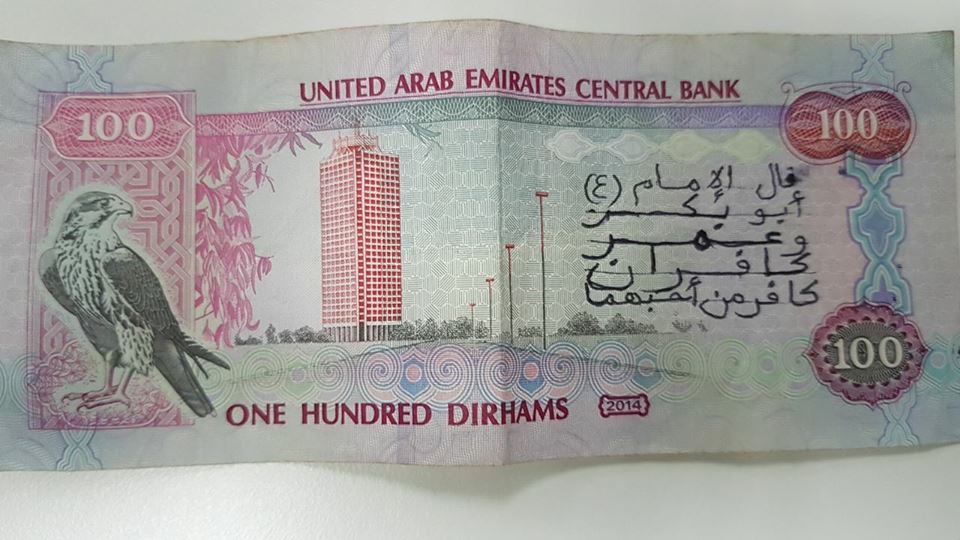 UNITED ARAB EMIRATES CENTRAL BANK
100
100
قال الإمام (ع)
أبو بكر
وعمر
كافران
كافر من أحبهما
100
ONE HUNDRED DIRHAMS
2014